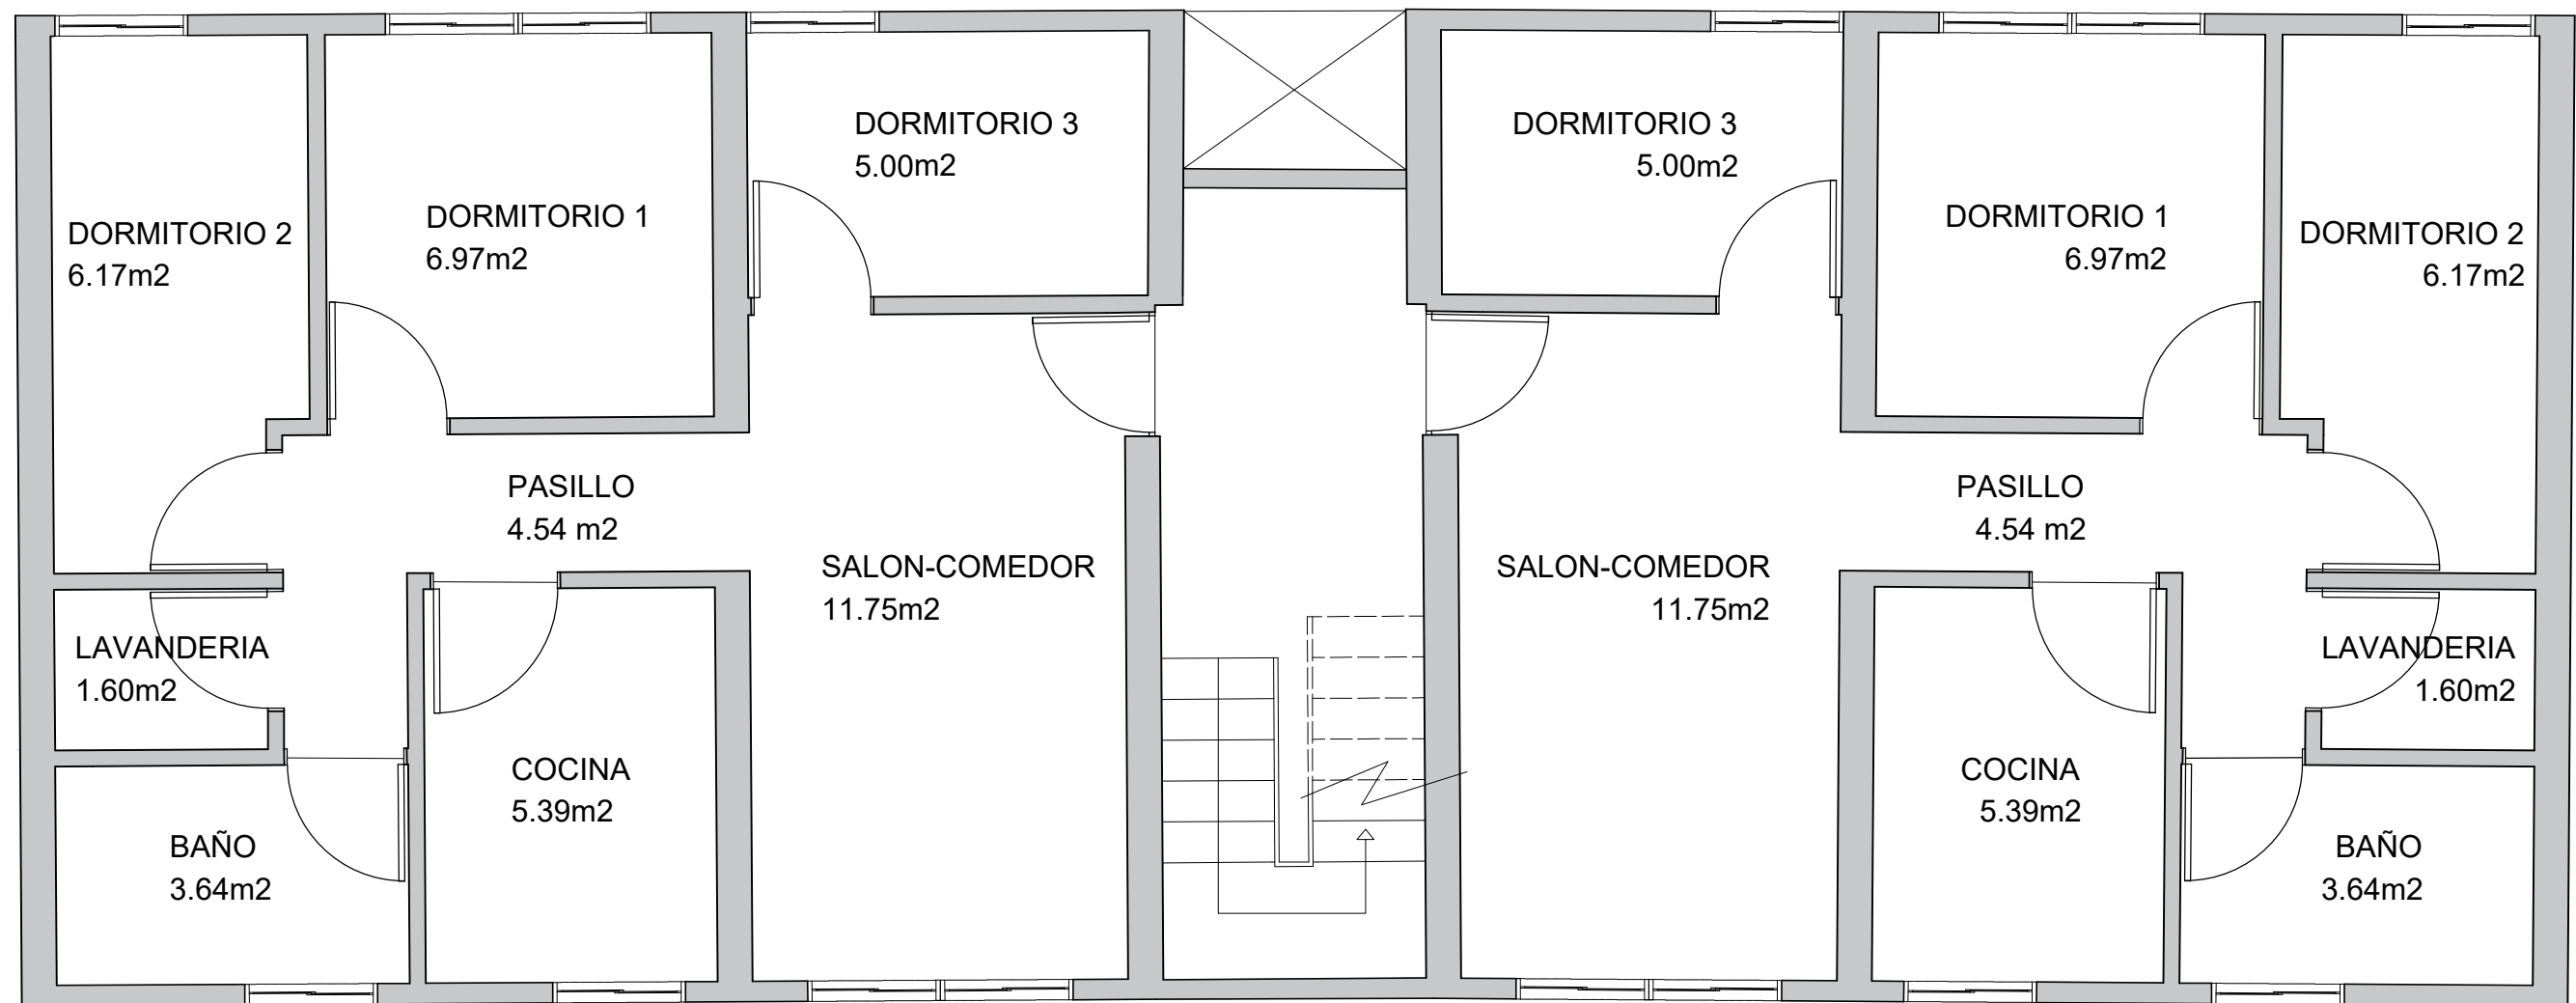 DORMITORIO 3
5.00m2
DORMITORIO 3
5.00m2
DORMITORIO 2
6.17m2
DORMITORIO 1
6.97m2
DORMITORIO 1
6.97m2
DORMITORIO 2
6.17m2
PASILLO
4.54 m2
PASILLO
4.54 m2
SALON-COMEDOR
11.75m2
SALON-COMEDOR
11.75m2
LAVANDERIA
1.60m2
LAVANDERIA
1.60m2
COCINA
5.39m2
COCINA
5.39m2
BAÑO
3.64m2
BAÑO
3.64m2